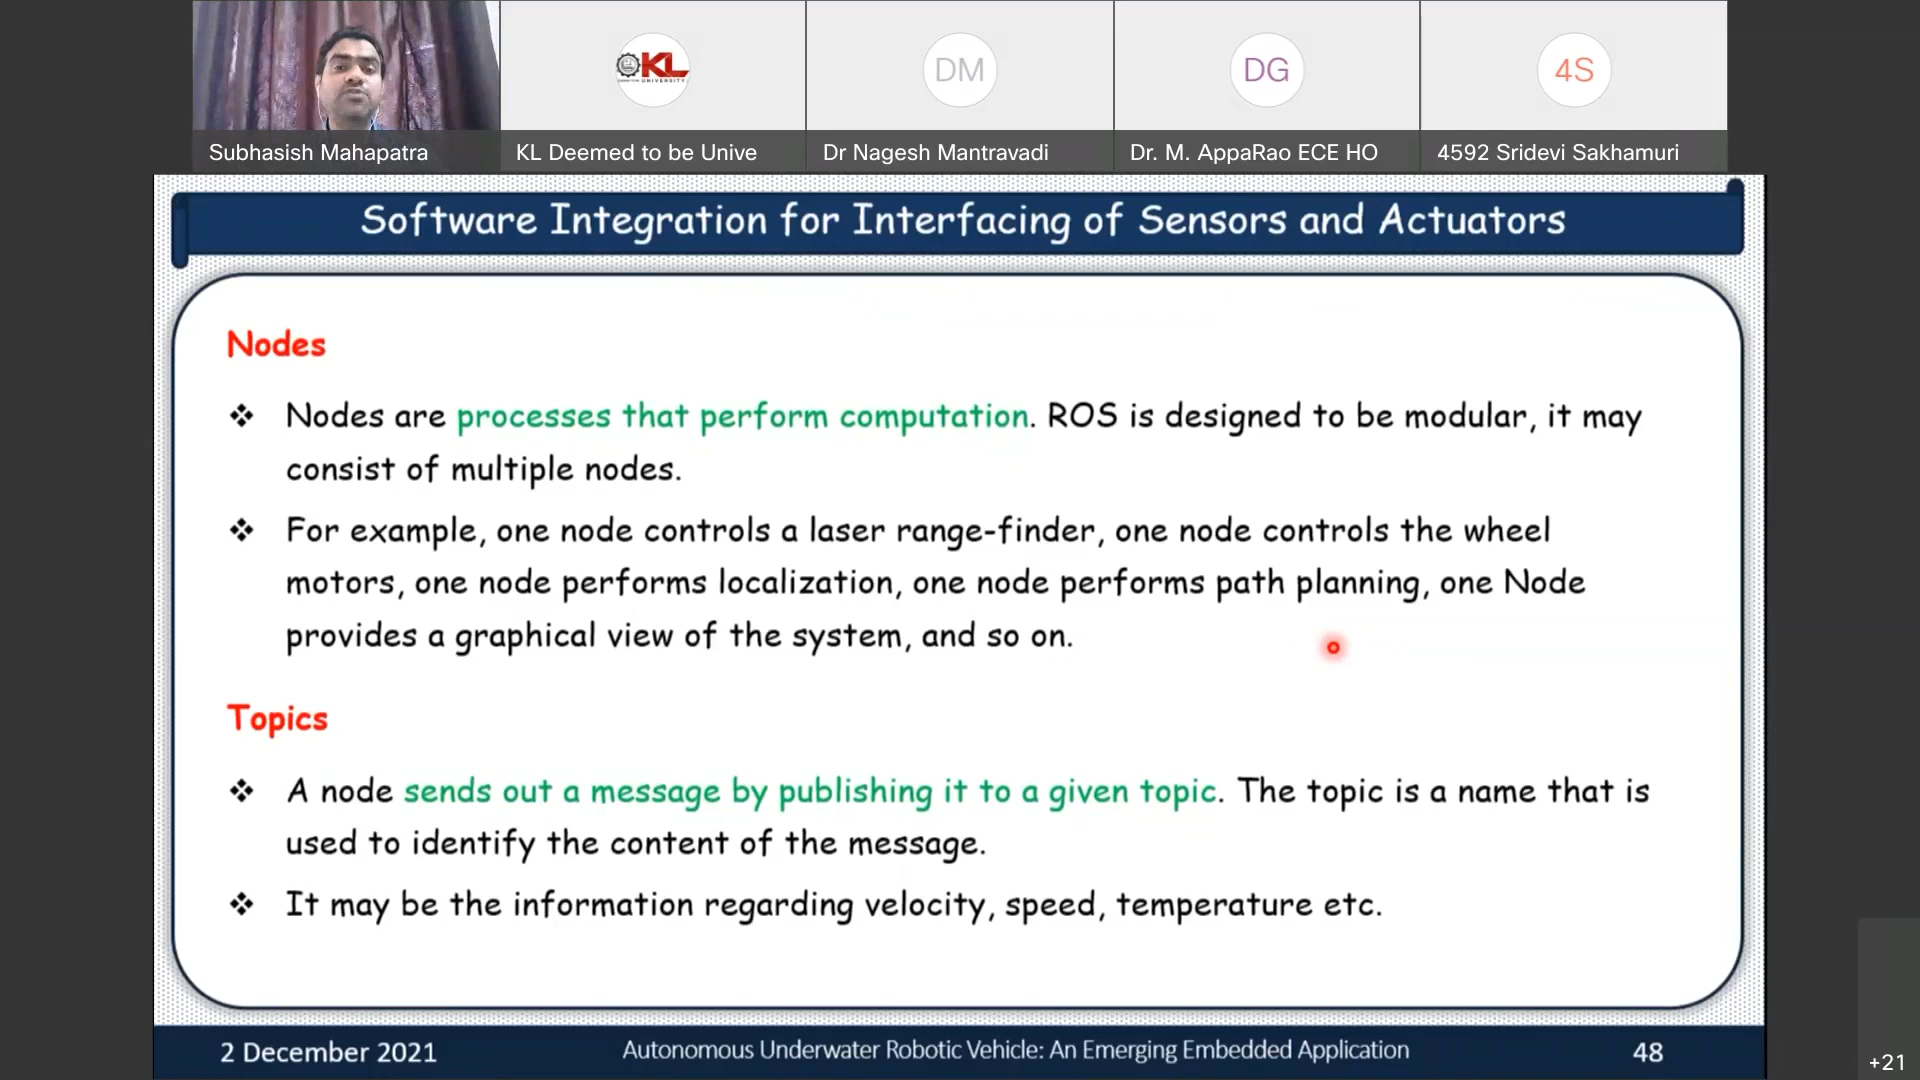 KL
UNIVERSITY
DM
DG
4S
Subhasish Mahapatra
KL Deemed to be Unive
Dr Nagesh Mantravadi
Dr. M. AppaRao ECE HO
4592 Sridevi Sakhamuri
Software Integration for Interfacing of Sensors and Actuators
Nodes
❖ Nodes are processes that perform computation. ROS is designed to be modular, it may
consist of multiple nodes.
❖ For example, one node controls a laser range-finder, one node controls the wheel
motors, one node performs localization, one node performs path planning, one Node
provides a graphical view of the system, and so on.
Topics
❖ A node sends out a message by publishing it to a given topic. The topic is a name that is
used to identify the content of the message.
❖ It may be the information regarding velocity, speed, temperature etc.
2 December 2021
Autonomous Underwater Robotic Vehicle: An Emerging Embedded Application
48
+21